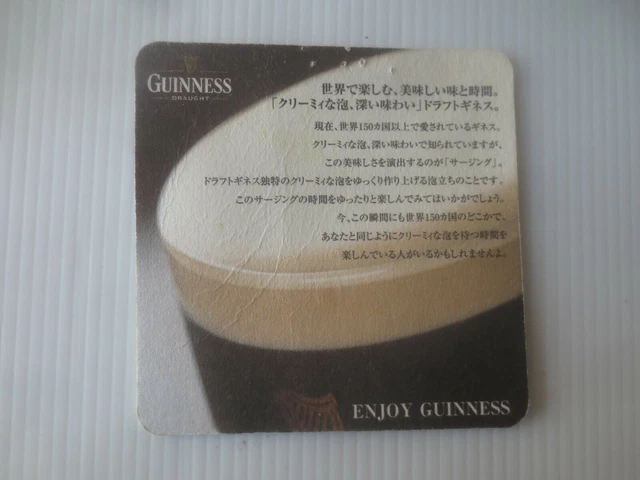 GUINNESS
DRAUGHT
世界で楽しむ、美味しい味と時間。
「クリーミィな泡、深い味わい」ドラフトギネス。
現在、世界150カ国以上で愛されているギネス。
クリーミィな泡、深い味わいで知られていますが、
この美味しさを演出するのが「サージング」。
ドラフトギネス独特のクリーミィな泡をゆっくり作り上げる泡立ちのことです。
このサージングの時間をゆったりと楽しんでみてはいかがでしょう。
今、この瞬間にも世界150カ国のどこかで、
あなたと同じようにクリーミィな泡を待つ時間を
楽しんでいる人がいるかもしれませんよ。
ENJOY GUINNESS